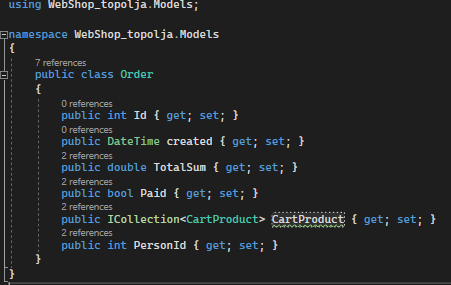 using WebShop_topolja.Models;
namespace WebShop_topolja.Models
{
7 references
public class Order
{
0 references
public int Id { get; set; }
0 references
public DateTime created { get; set; }
2 references
public double TotalSum { get; set; }
2 references
public bool Paid { get; set; }
2 references
public ICollection<CartProduct> CartProduct { get; set; }
2 references
public int PersonId { get; set; }
}
}